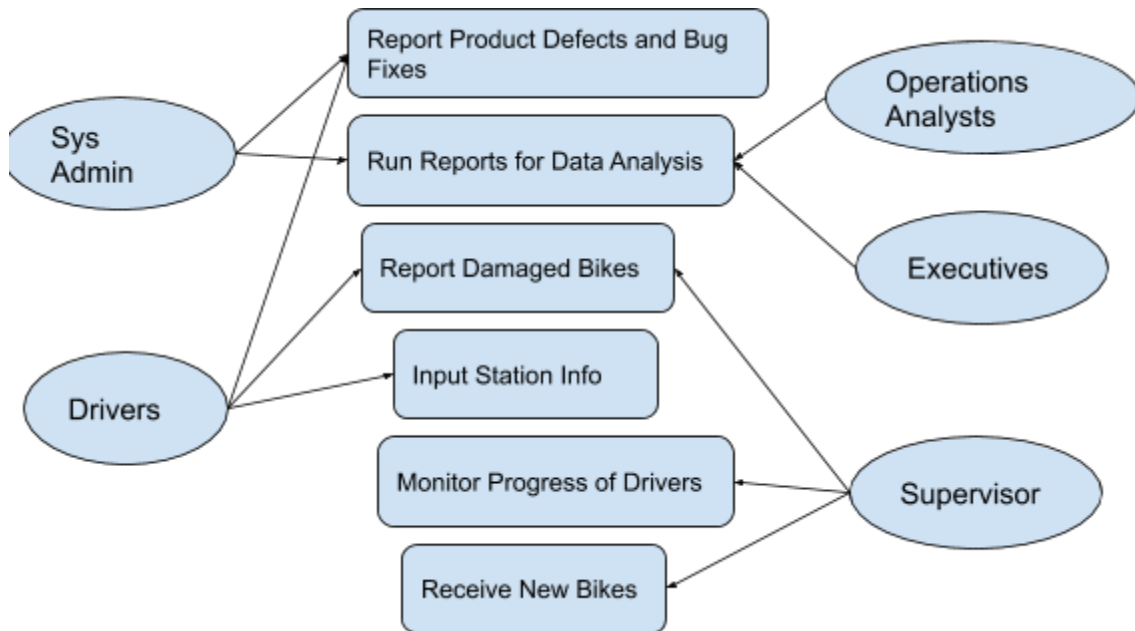 Report Product Defects and Bug
Fixes
Operations
Analysts
Sys
Admin
Run Reports for Data Analysis
Report Damaged Bikes
Executives
Input Station Info
Drivers
Monitor Progress of Drivers
Supervisor
Receive New Bikes